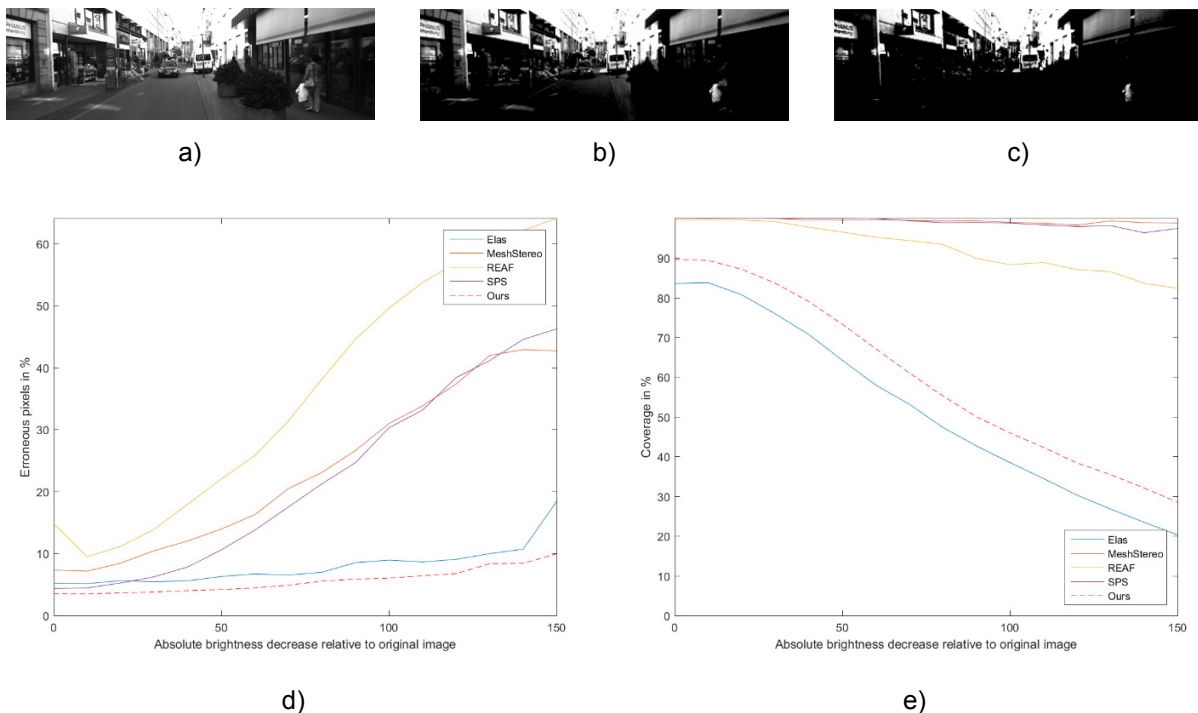 PHANUS
a)
b)
c)
60
50
40
30
20
10
0
0
50
100
150
Erroneous pixels in %
Absolute brightness decrease relative to original image
Elas
MeshStereo
REAF
SPS
Ours
90
80
70
60
50
40
30
20
10
0
0
50
100
150
Coverage in %
Absolute brightness decrease relative to original image
Elas
MeshStereo
REAF
SPS
Ours
d)
e)